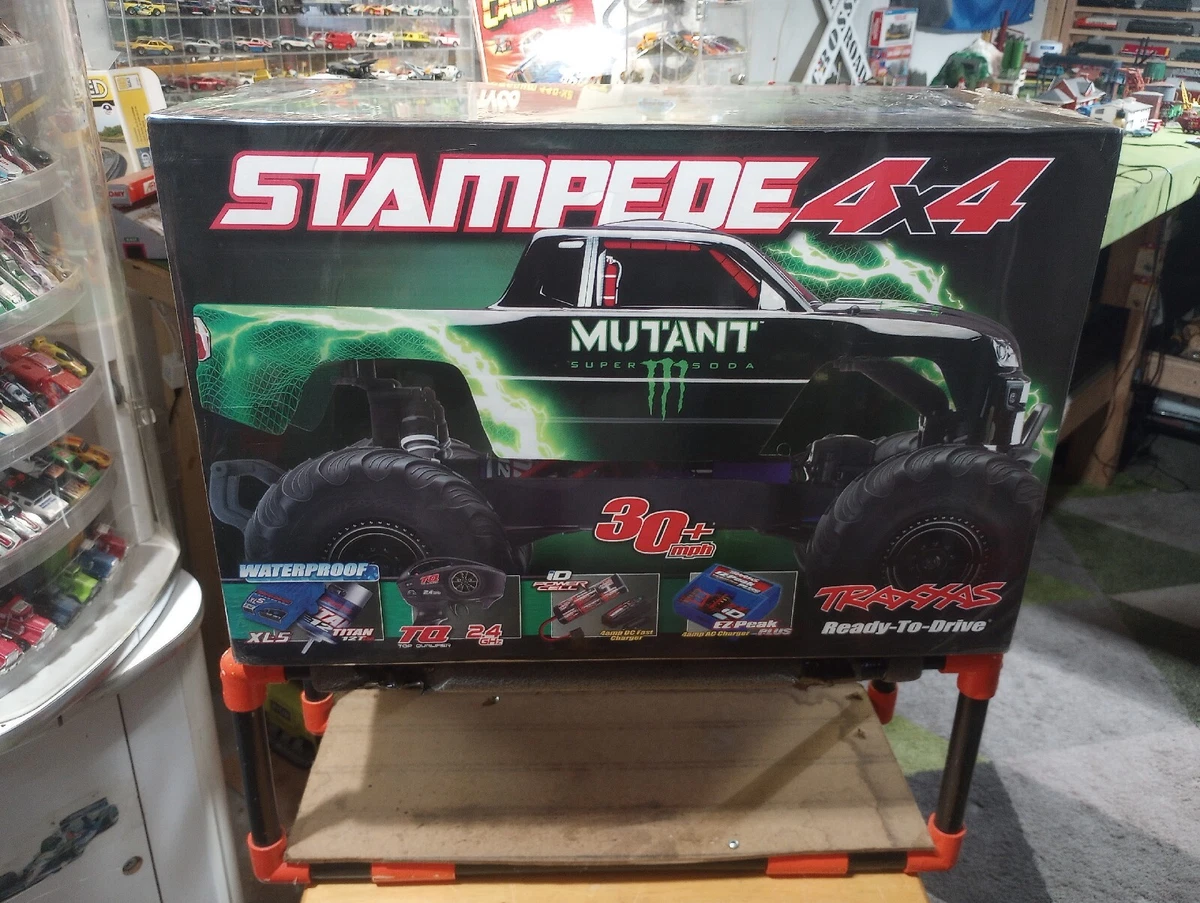 STAMPEDE 4x4
MUTANT
SUPER SODA
30+
mph
WATERPROOF
XL-5
TITAN
12T
TQ
TOP QUALIFIER
2.4
GHz
iD
POWER
CELL
4amp DC Fast
Charger
EZ-Peak
PLUS
4amp AC Charger
TRAXXAS
Ready-To-Drive
TYCO